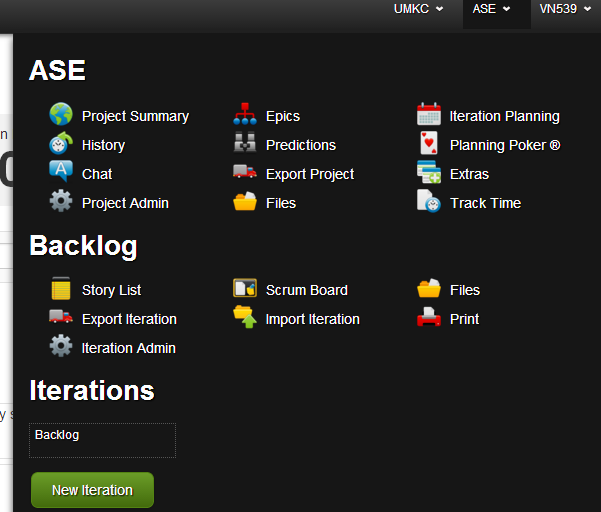 UMKC ASE VN539
ASE
Project Summary Epics Iteration Planning
History Predictions Planning Poker ®
Chat Export Project Extras
Project Admin Files Track Time
Backlog
Story List Scrum Board Files
Export Iteration Import Iteration Print
Iteration Admin
Iterations
Backlog
New Iteration